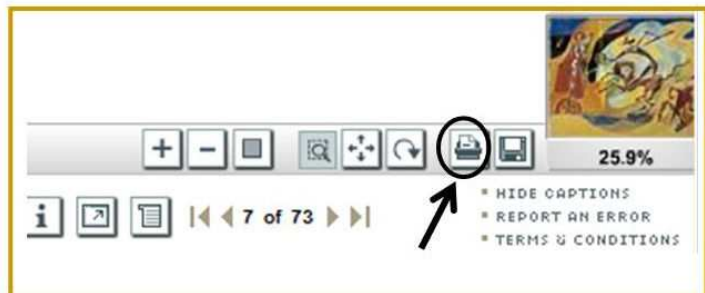 25.9%
HIDE CAPTIONS
i 7 of 73
REPORT AN ERROR
TERMS & CONDITIONS